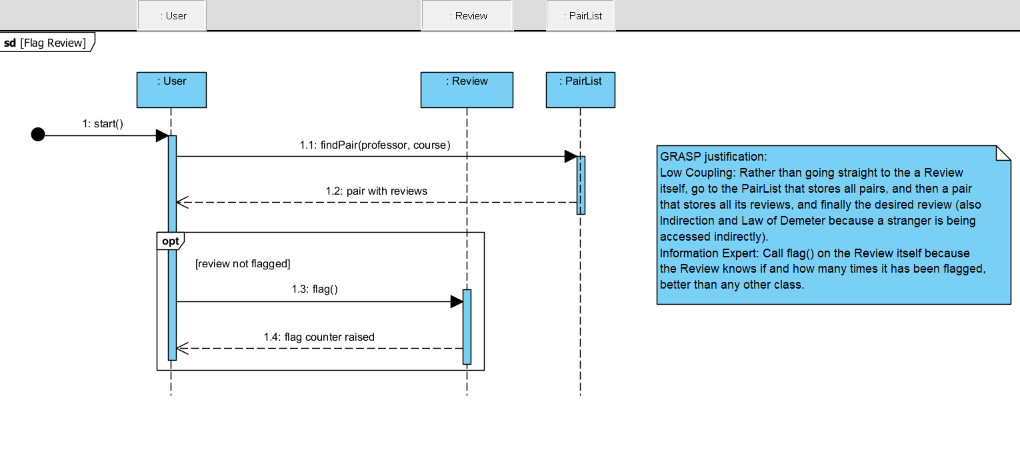 : User
: Review
: PairList
sd [Flag Review]
: User
: Review
: PairList
1: start()
1.1: findPair(professor, course)
1.2: pair with reviews
opt
[review not flagged]
1.3: flag()
1.4: flag counter raised
GRASP justification:
Low Coupling: Rather than going straight to the a Review
itself, go to the PairList that stores all pairs, and then a pair
that stores all its reviews, and finally the desired review (also
Indirection and Law of Demeter because a stranger is being
accessed indirectly).
Information Expert: Call flag() on the Review itself because
the Review knows if and how many times it has been flagged,
better than any other class.